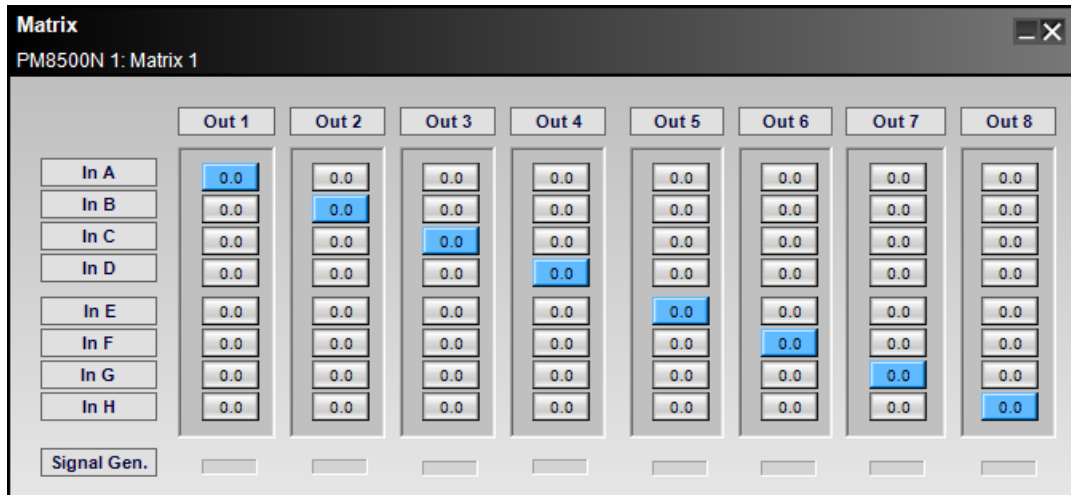 Matrix
PM8500N 1: Matrix 1
Out 1 Out 2 Out 3 Out 4 Out 5 Out 6 Out 7 Out 8
In A 0.0 0.0 0.0 0.0 0.0 0.0 0.0 0.0
In B 0.0 0.0 0.0 0.0 0.0 0.0 0.0 0.0
In C 0.0 0.0 0.0 0.0 0.0 0.0 0.0 0.0
In D 0.0 0.0 0.0 0.0 0.0 0.0 0.0 0.0
In E 0.0 0.0 0.0 0.0 0.0 0.0 0.0 0.0
In F 0.0 0.0 0.0 0.0 0.0 0.0 0.0 0.0
In G 0.0 0.0 0.0 0.0 0.0 0.0 0.0 0.0
In H 0.0 0.0 0.0 0.0 0.0 0.0 0.0 0.0
Signal Gen.